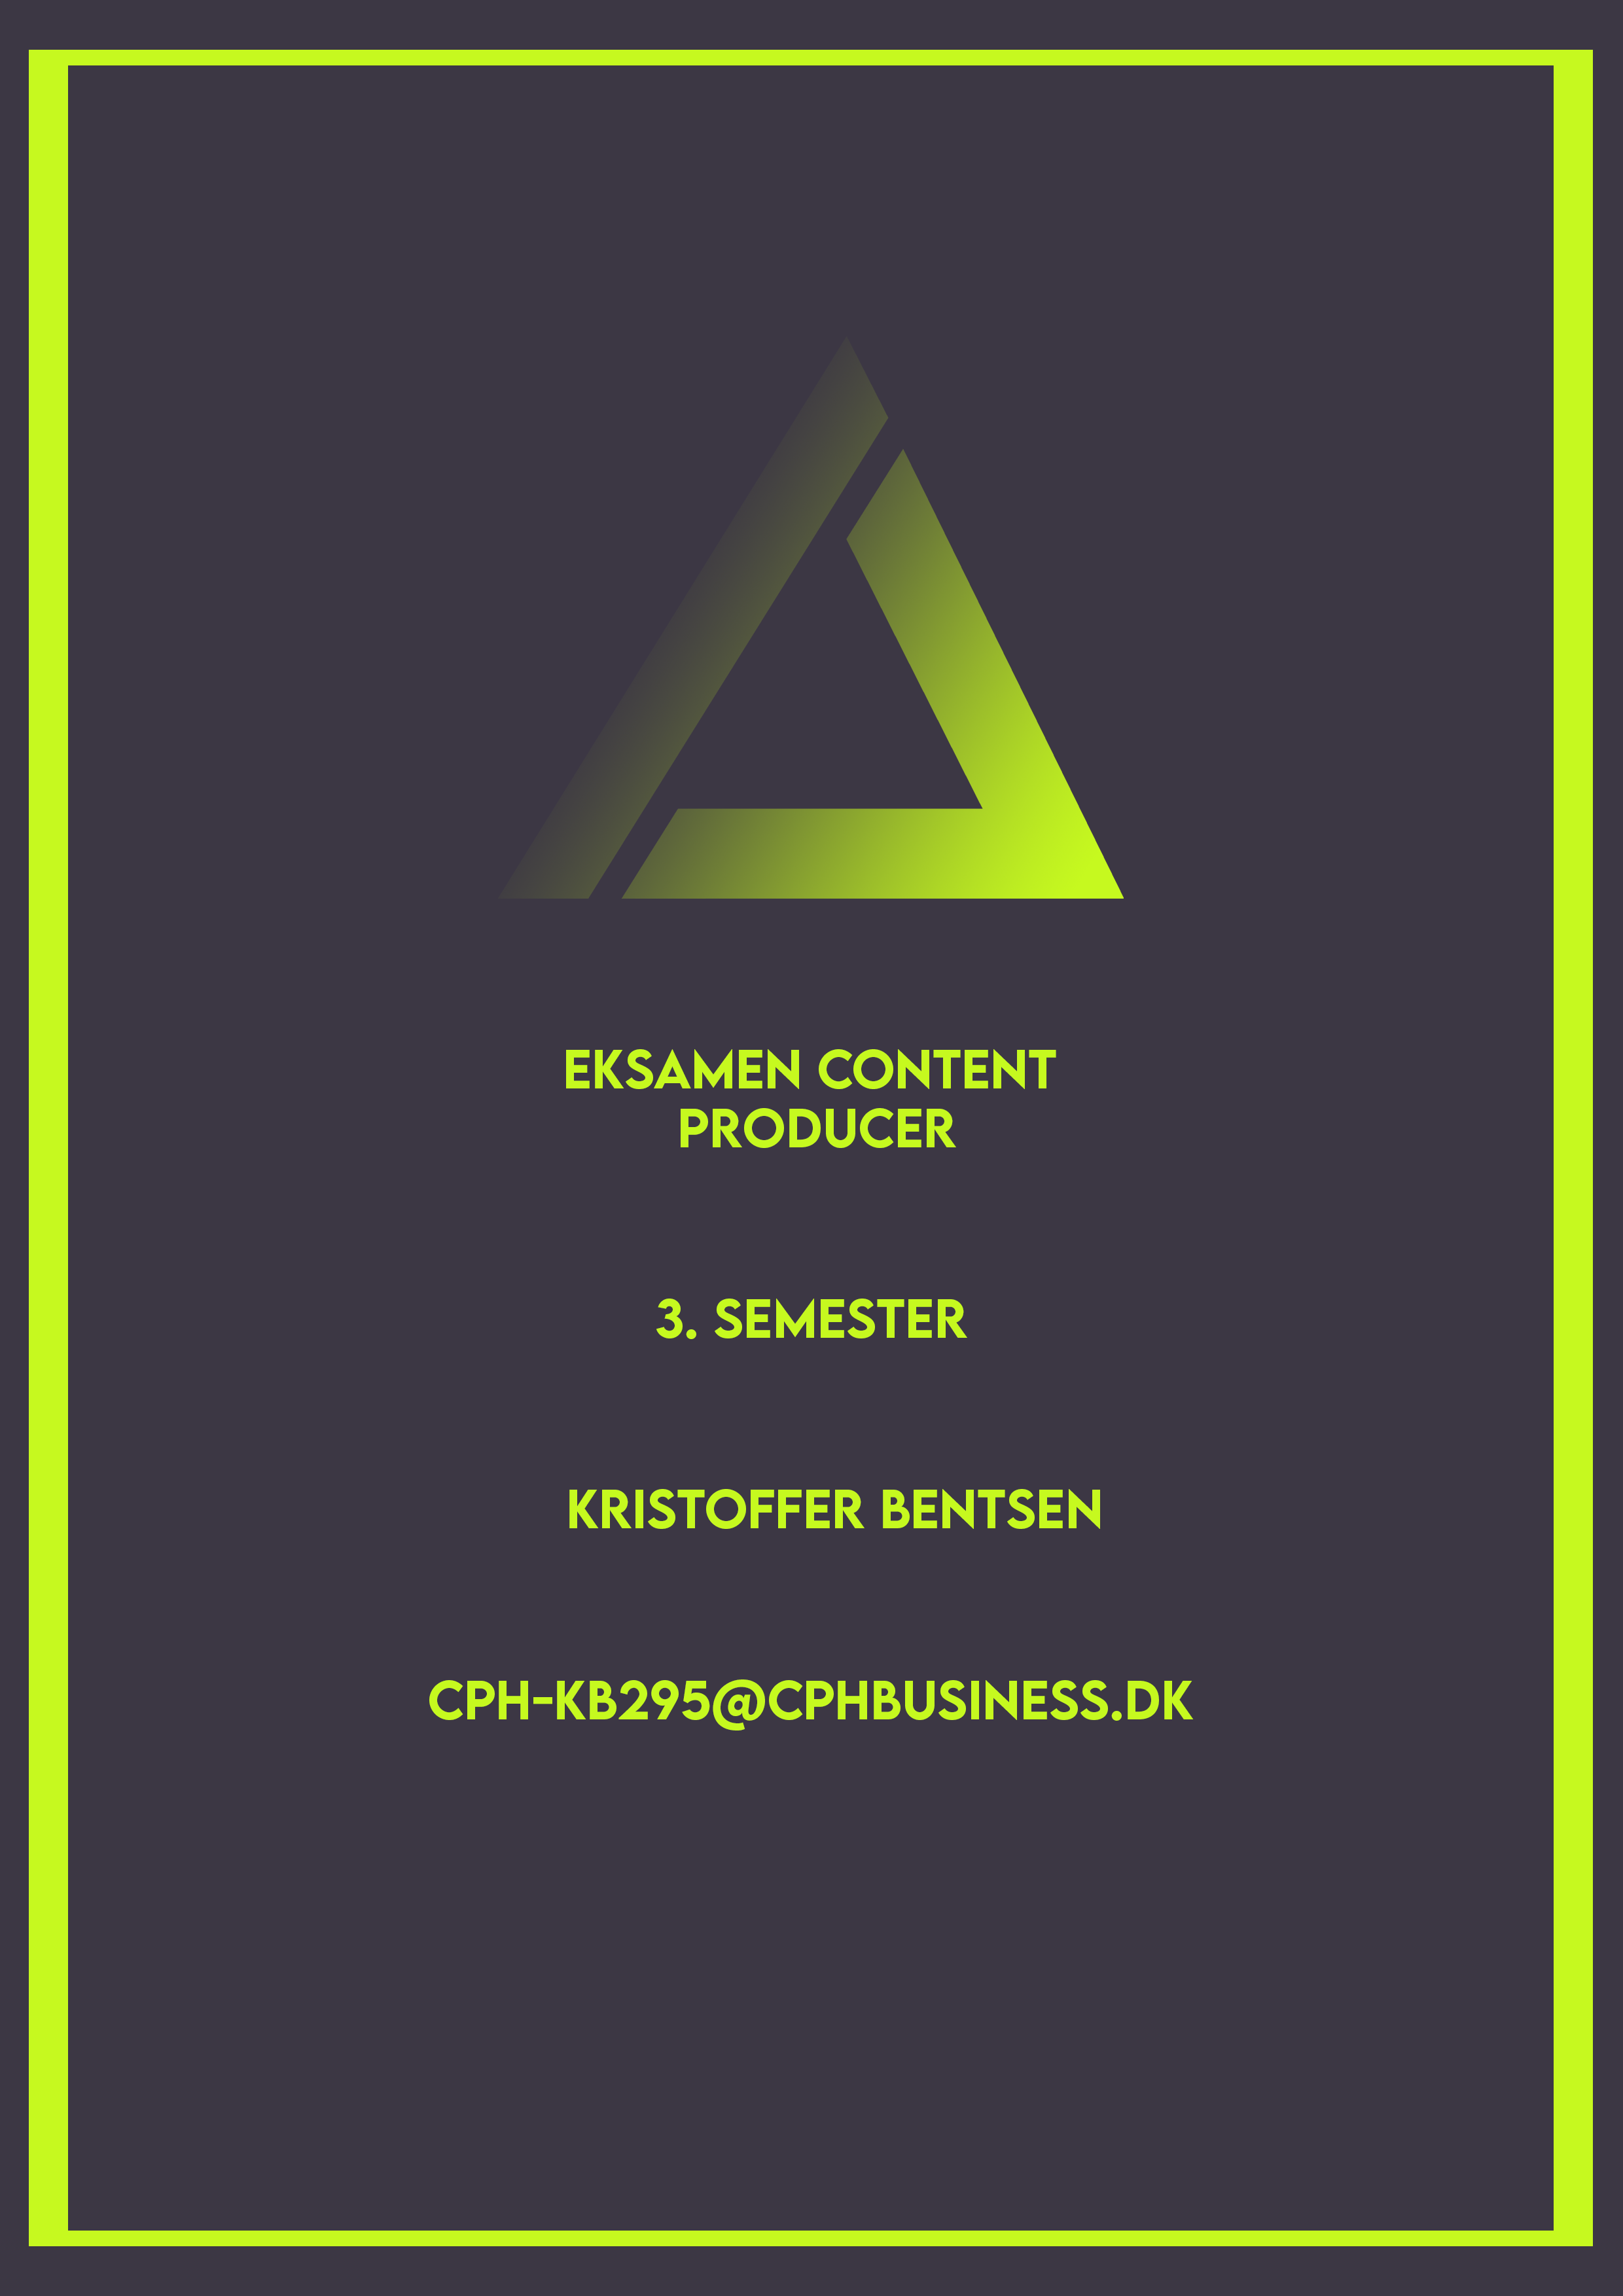 EKSAMEN CONTENT
PRODUCER
3. SEMESTER
KRISTOFFER BENTSEN
CPH-KB295@CPHBUSINESS.DK